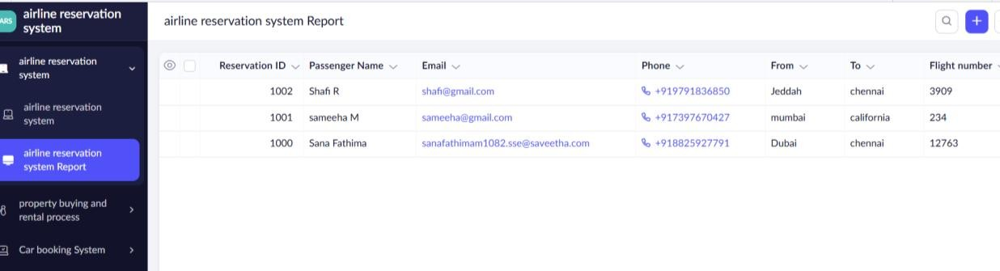 ARS
airline reservation
system
airline reservation
system
airline reservation
system
airline reservation
system Report
property buying and
rental process
Car booking System
airline reservation system Report
Reservation ID Passenger Name Email Phone From To Flight number
1002 Shafi R shafi@gmail.com +919791836850 Jeddah chennai 3909
1001 sameeha M sameeha@gmail.com +917397670427 mumbai california 234
1000 Sana Fathima sanafathimam1082.sse@saveetha.com +918825927791 Dubai chennai 12763